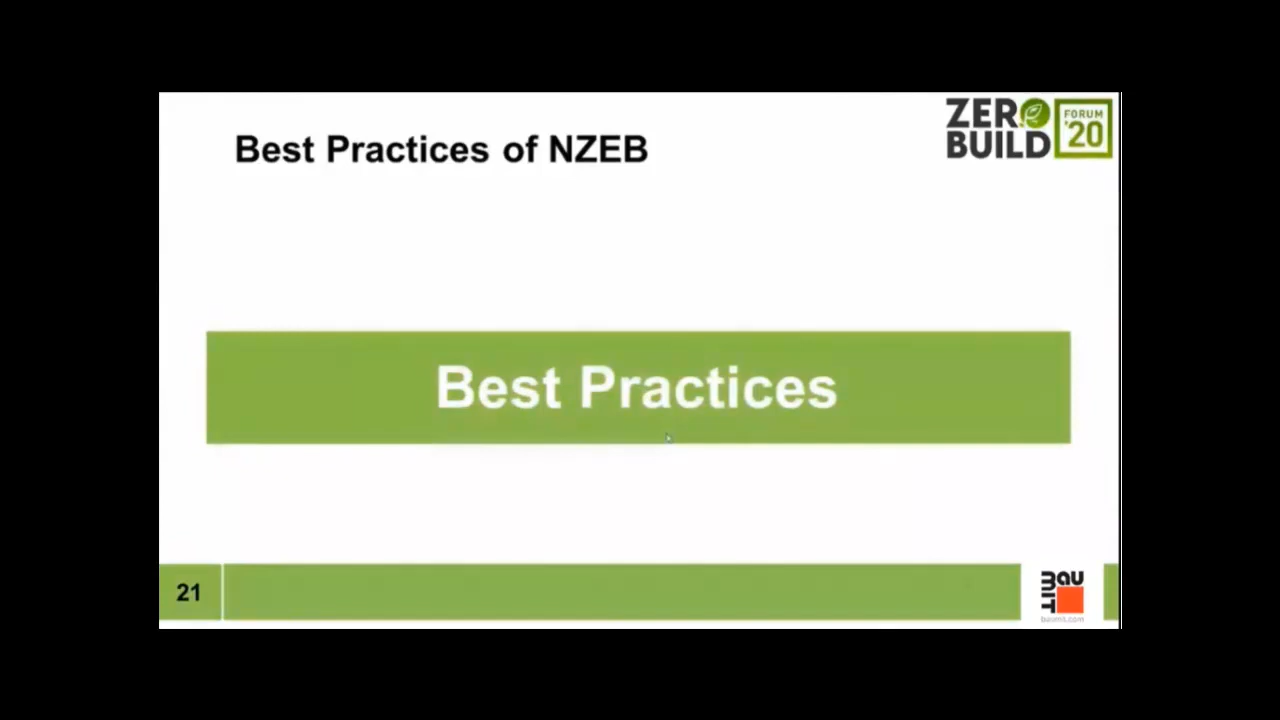 Best Practices of NZEB
ZERO
BUILD
FORUM
'20
Best Practices
21
BAU
MIT
baumit.com